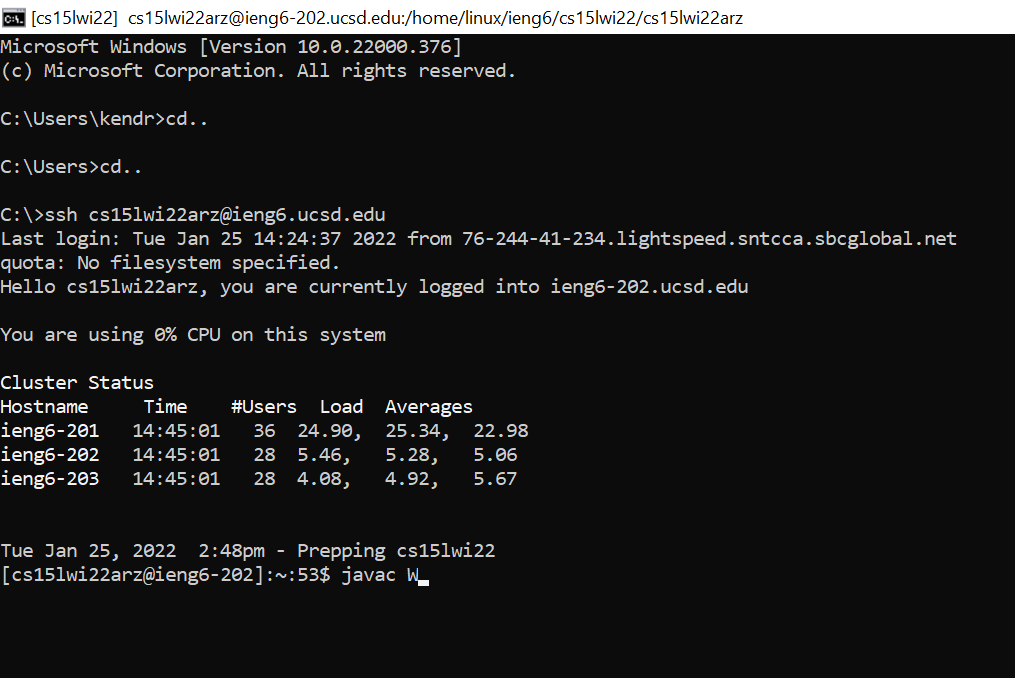 [cs15lwi22] cs15lwi22arz@ieng6-202.ucsd.edu:/home/linux/ieng6/cs15lwi22/cs15lwi22arz
Microsoft Windows [Version 10.0.22000.376]
(c) Microsoft Corporation. All rights reserved.
C:\Users\kendr>cd..
C:\Users>cd..
C:\>ssh cs15lwi22arz@ieng6.ucsd.edu
Last login: Tue Jan 25 14:24:37 2022 from 76-244-41-234.lightspeed.sntcca.sbcglobal.net
quota: No filesystem specified.
Hello cs15lwi22arz, you are currently logged into ieng6-202.ucsd.edu
You are using 0% CPU on this system
Cluster Status
Hostname     Time    #Users  Load  Averages
ieng6-201   14:45:01   36  24.90,  25.34,  22.98
ieng6-202   14:45:01   28  5.46,   5.28,   5.06
ieng6-203   14:45:01   28  4.08,   4.92,   5.67
Tue Jan 25, 2022  2:48pm - Prepping cs15lwi22
[cs15lwi22arz@ieng6-202]:~:53$ javac W_